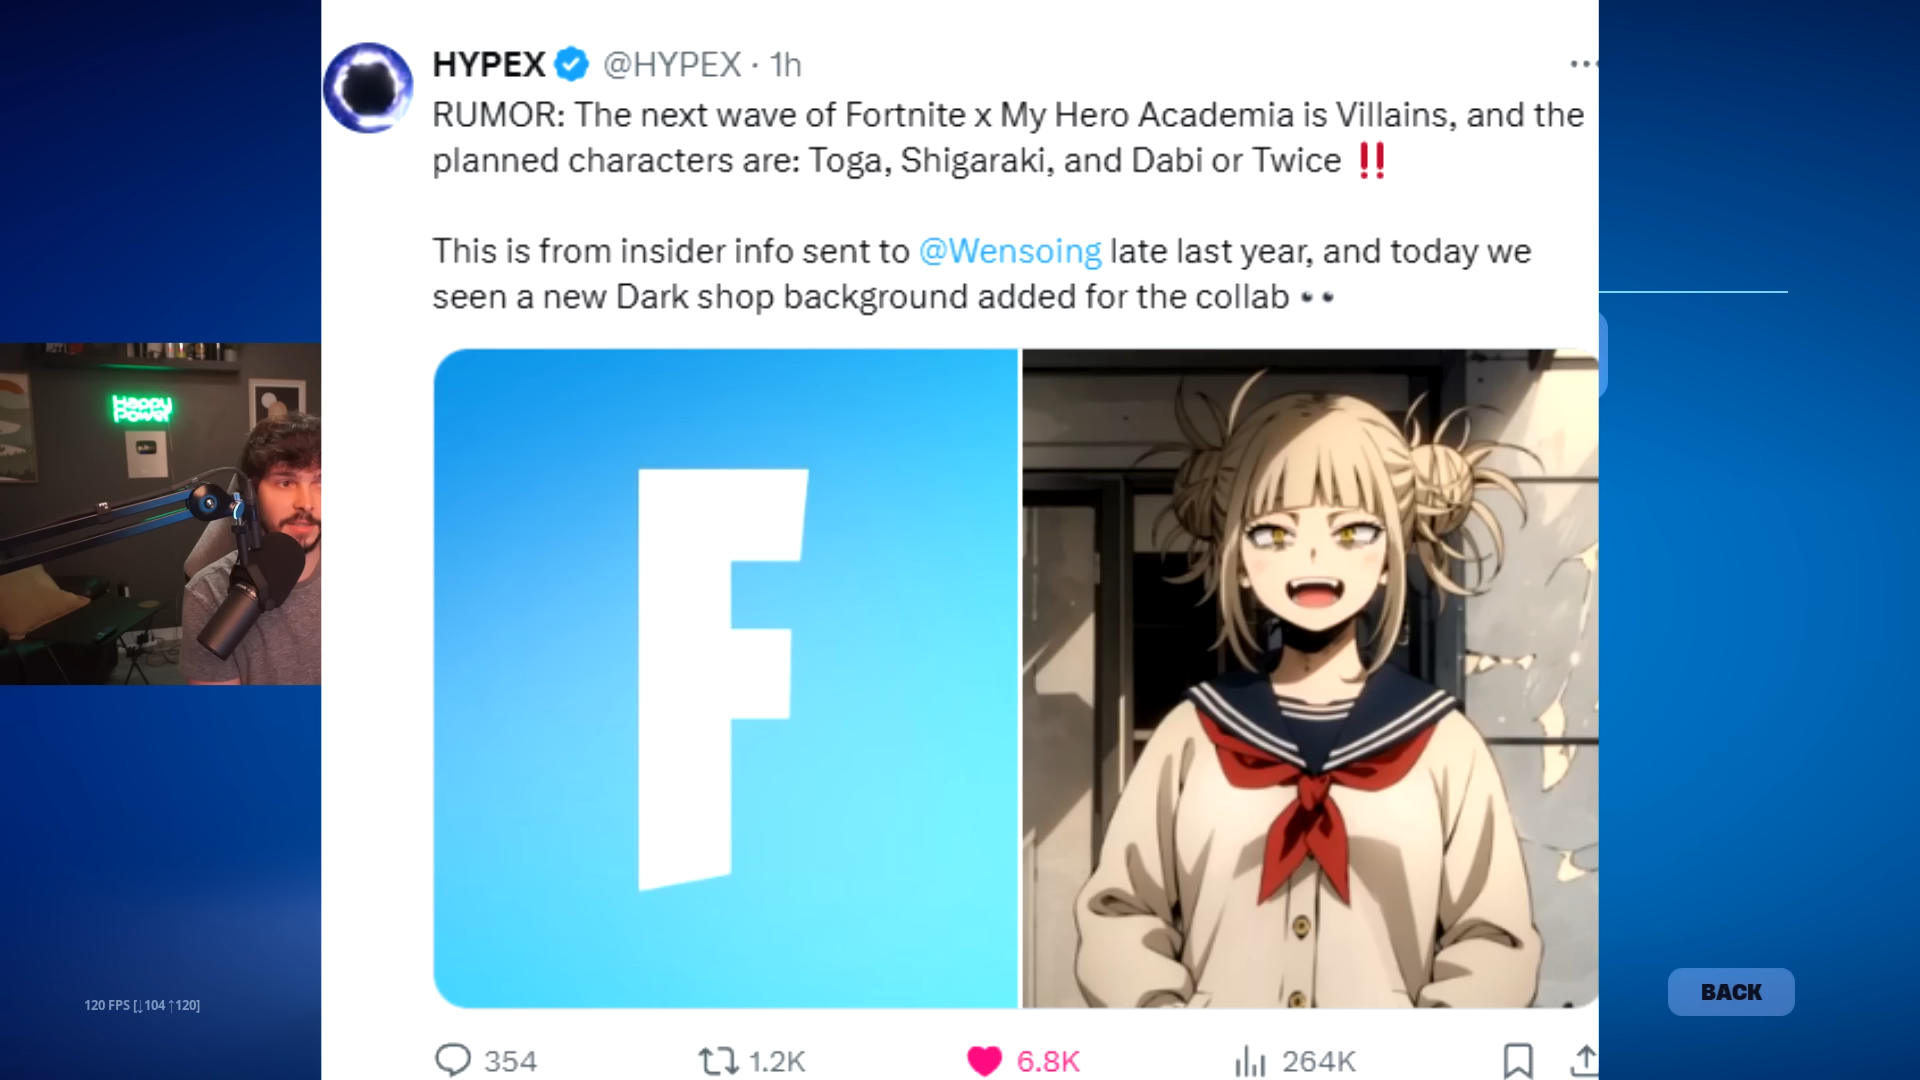 HYPEX @HYPEX · 1h
RUMOR: The next wave of Fortnite x My Hero Academia is Villains, and the
planned characters are: Toga, Shigaraki, and Dabi or Twice ‼️
This is from insider info sent to @Wensoing late last year, and today we
seen a new Dark shop background added for the collab 👀
Happy
Power
F
120 FPS [↓104 ↑120]
BACK
354
1.2K
6.8K
264K